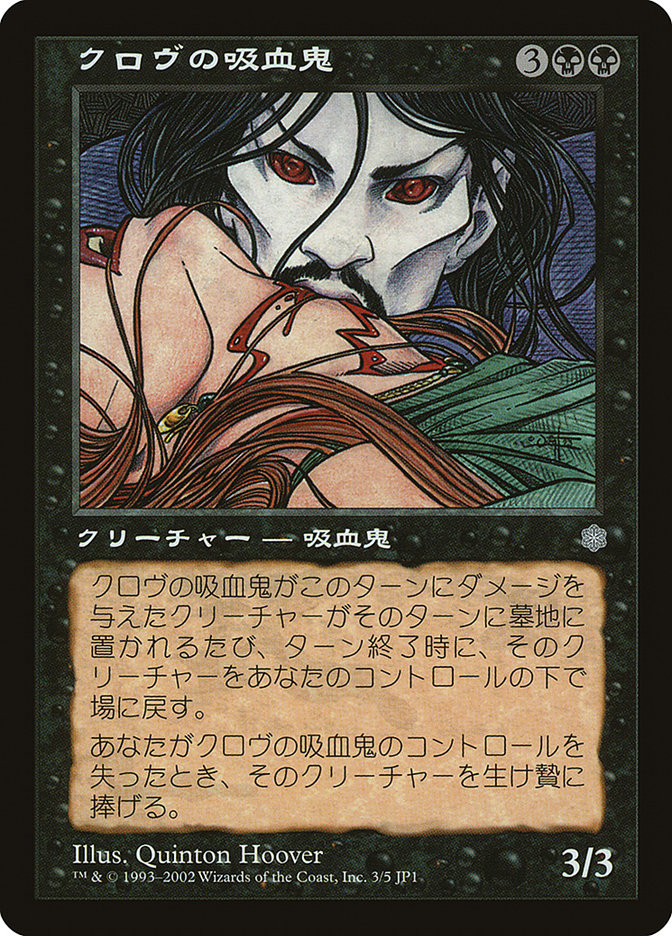 クロヴの吸血鬼
3
クリーチャー — 吸血鬼
クロヴの吸血鬼がこのターンにダメージを
与えたクリーチャーがそのターンに墓地に
置かれるたび、ターン終了時に、そのク
リーチャーをあなたのコントロールの下で
場に戻す。
あなたがクロヴの吸血鬼のコントロールを
失ったとき、そのクリーチャーを生け贄に
捧げる。
Illus. Quinton Hoover
™ & © 1993–2002 Wizards of the Coast, Inc. 3/5 JP1
3/3